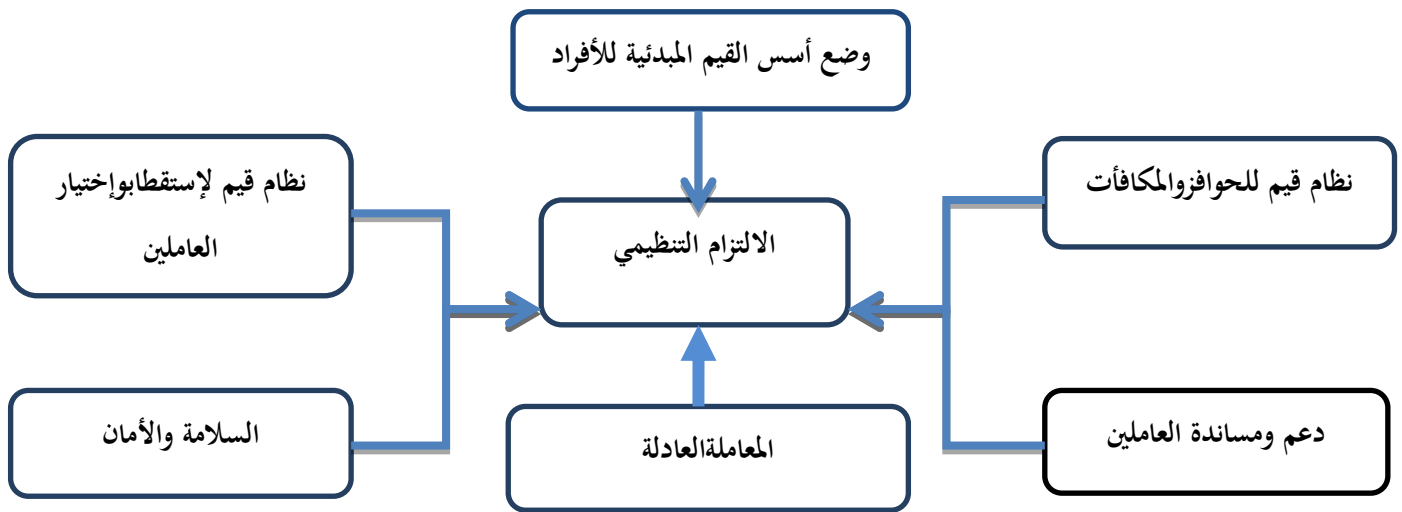 وضع أسس القيم المبدئية للأفراد
نظام قيم للحوافزوالمكافأت
نظام قيم لإستقطابوإختيار
العاملين
الالتزام التنظيمي
دعم ومساندة العاملين
المعاملةالعادلة
السلامة والأمان